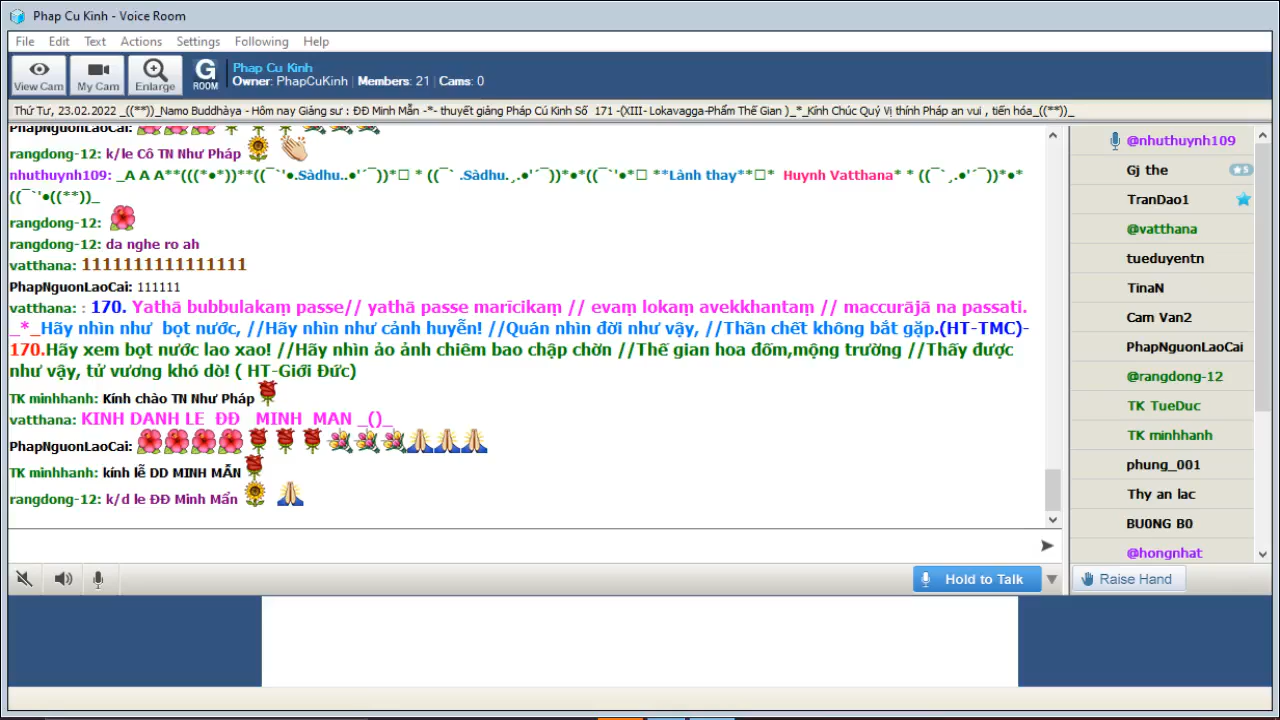 Phap Cu Kinh - Voice Room
File Edit Text Actions Settings Following Help
View Cam My Cam Enlarge G ROOM
Phap Cu Kinh
Owner: PhapCuKinh | Members: 21 | Cams: 0
Thứ Tư, 23.02.2022 _((**))_Namo Buddhàya - Hôm nay Giảng sư : ĐĐ Minh Mẫn -*- thuyết giảng Pháp Cú Kinh Số 171 -(XIII- Lokavagga-Phẩm Thế Gian )_*_Kính Chúc Quý Vị thính Pháp an vui , tiến hóa_((**))_
PhapNguonLaoCai:
rangdong-12: k/le Cô TN Như Pháp
nhuthuynh109: _A A A**(((*●*))**((¯`'●.Sàdhu..●'´¯))*□ * ((¯` .Sàdhu.¸.●'´¯))*●*((¯`'●*□ **Lành thay**□* Huynh Vatthana* * ((¯`¸.●'´¯))*●*
((¯`'●((**))_
rangdong-12:
rangdong-12: da nghe ro ah
vatthana: 1111111111111111
PhapNguonLaoCai: 111111
vatthana: : 170. Yathā bubbulakaṃ passe// yathā passe marīcikaṃ // evaṃ lokaṃ avekkhantaṃ // maccurājā na passati.
_*_Hãy nhìn như bọt nước, //Hãy nhìn như cảnh huyễn! //Quán nhìn đời như vậy, //Thần chết không bắt gặp.(HT-TMC)-
170.Hãy xem bọt nước lao xao! //Hãy nhìn ảo ảnh chiêm bao chập chờn //Thế gian hoa đốm,mộng trường //Thấy được
như vậy, tử vương khó dò! ( HT-Giới Đức)
TK minhhanh: Kính chào TN Như Pháp
vatthana: KINH DANH LE ĐĐ MINH MAN _()_
PhapNguonLaoCai:
TK minhhanh: kính lễ DD MINH MẪN
rangdong-12: k/d le ĐĐ Minh Mẩn
Hold to Talk
@nhuthuynh109
Gj the 5
TranDao1
@vatthana
tueduyentn
TinaN
Cam Van2
PhapNguonLaoCai
@rangdong-12
TK TueDuc
TK minhhanh
phung_001
Thy an lac
BU0NG B0
@hongnhat
Raise Hand